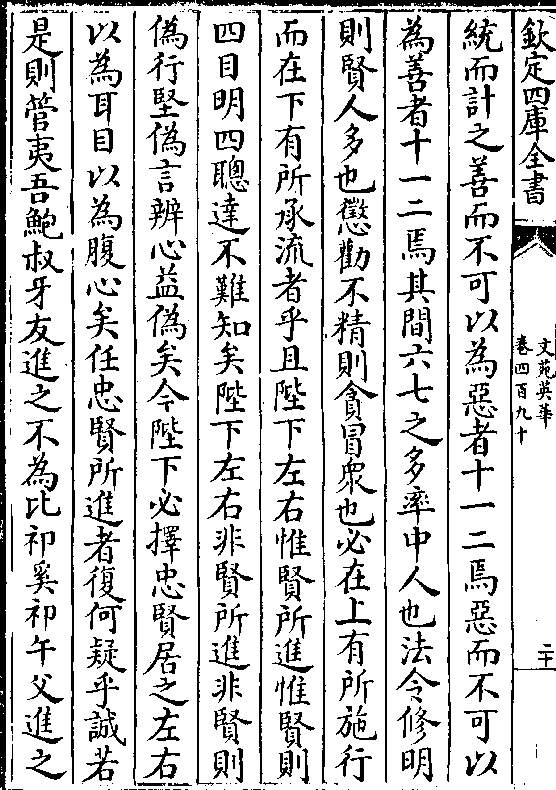 欽定四庫全書
文苑英華
卷四百九十
二十
統而計之善而不可以為惡者十一二焉惡而不可以
為善者十一二焉其間六七之多率中人也法令修明
則賢人多也懲勸不精則貪冒衆也必在上有所施行
而在下有所承流者乎且陛下左右惟賢所進惟賢則
四目明四聰達不難知矣陛下左右非賢所進非賢則
偽行堅偽言辨心益偽矣今陛下必擇忠賢居之左右
以為耳目以為腹心矣任忠賢所進者復何疑乎誠若
是則管夷吾鮑叔牙友進之不為比祁奚祁午父進之